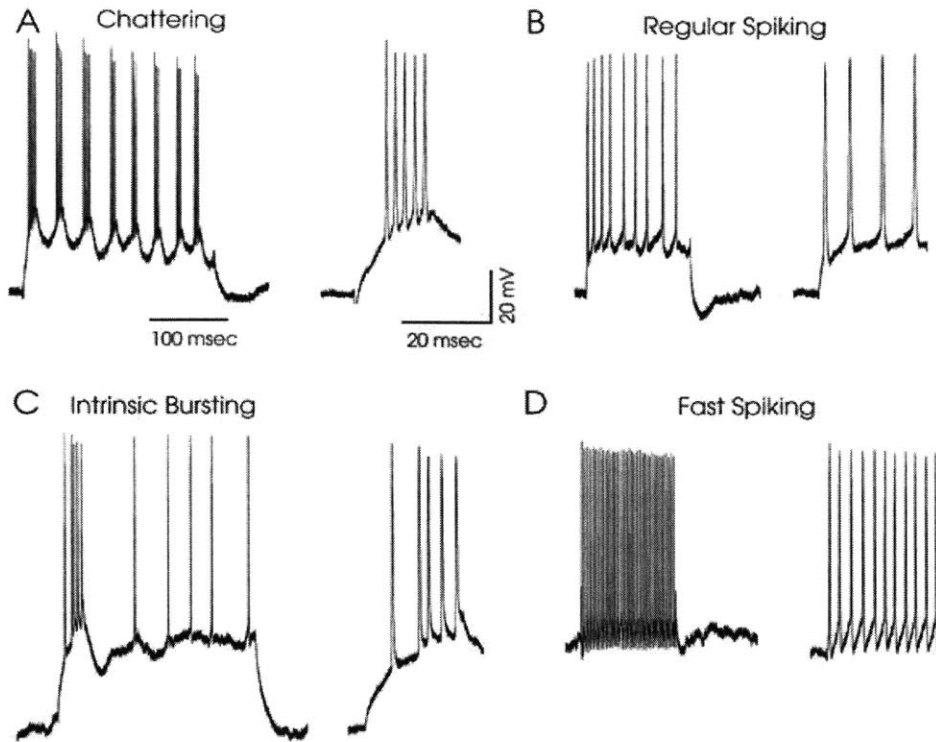 A Chattering
B Regular Spiking
100 msec
20 msec
20 mV
C Intrinsic Bursting
D Fast Spiking